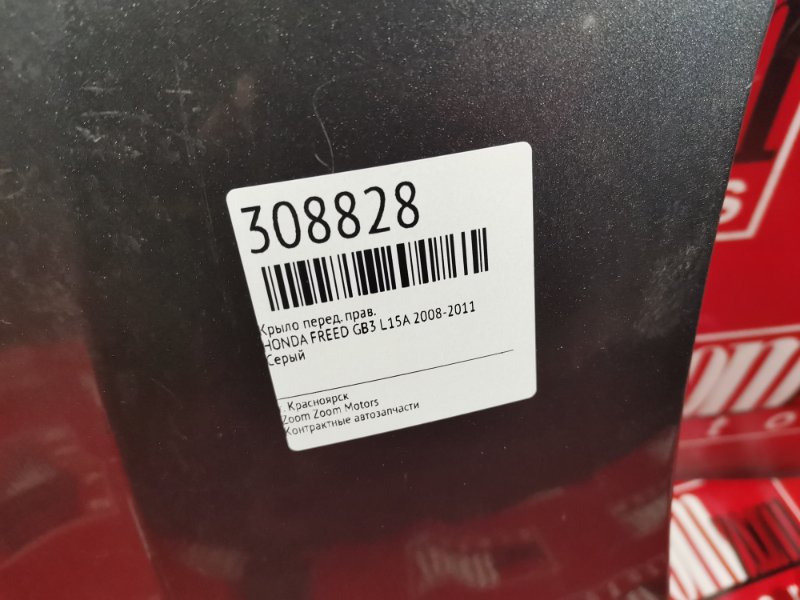 308828
Крыло перед. прав.
HONDA FREED GB3 L15A 2008-2011
Серый
г. Красноярск
Zoom Zoom Motors
Контрактные автозапчасти